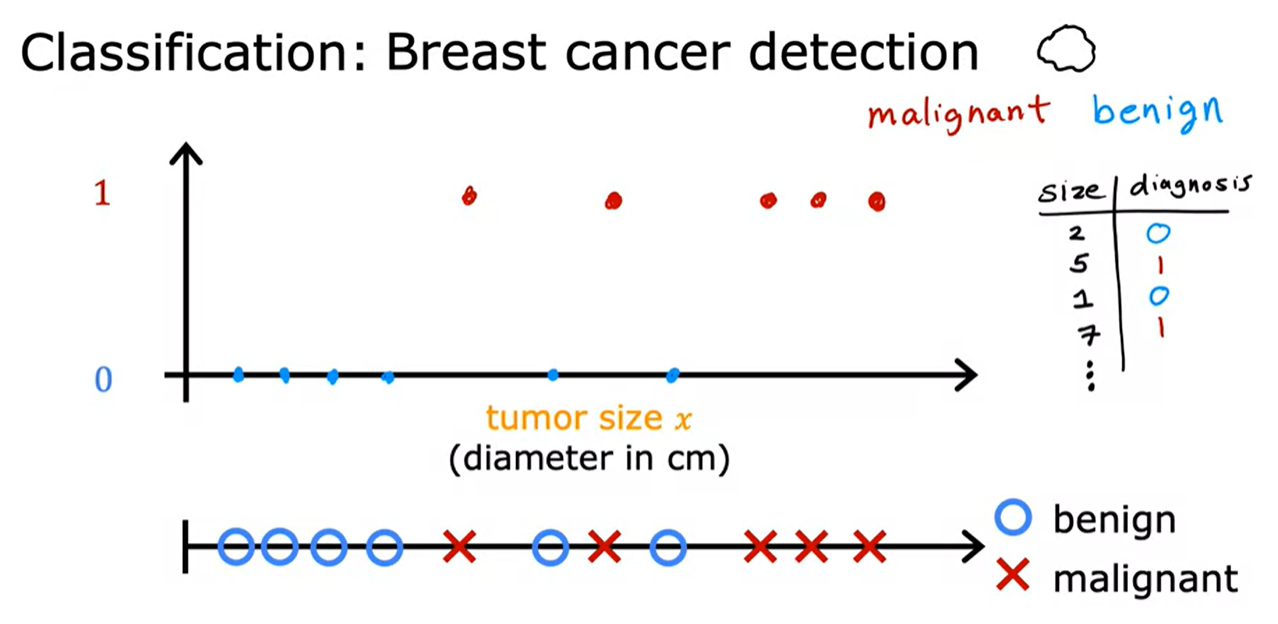 Classification: Breast cancer detection
malignant benign
1
size diagnosis
2 0
5 1
1 0
7 1
⋮
0
tumor size x
(diameter in cm)
benign
malignant